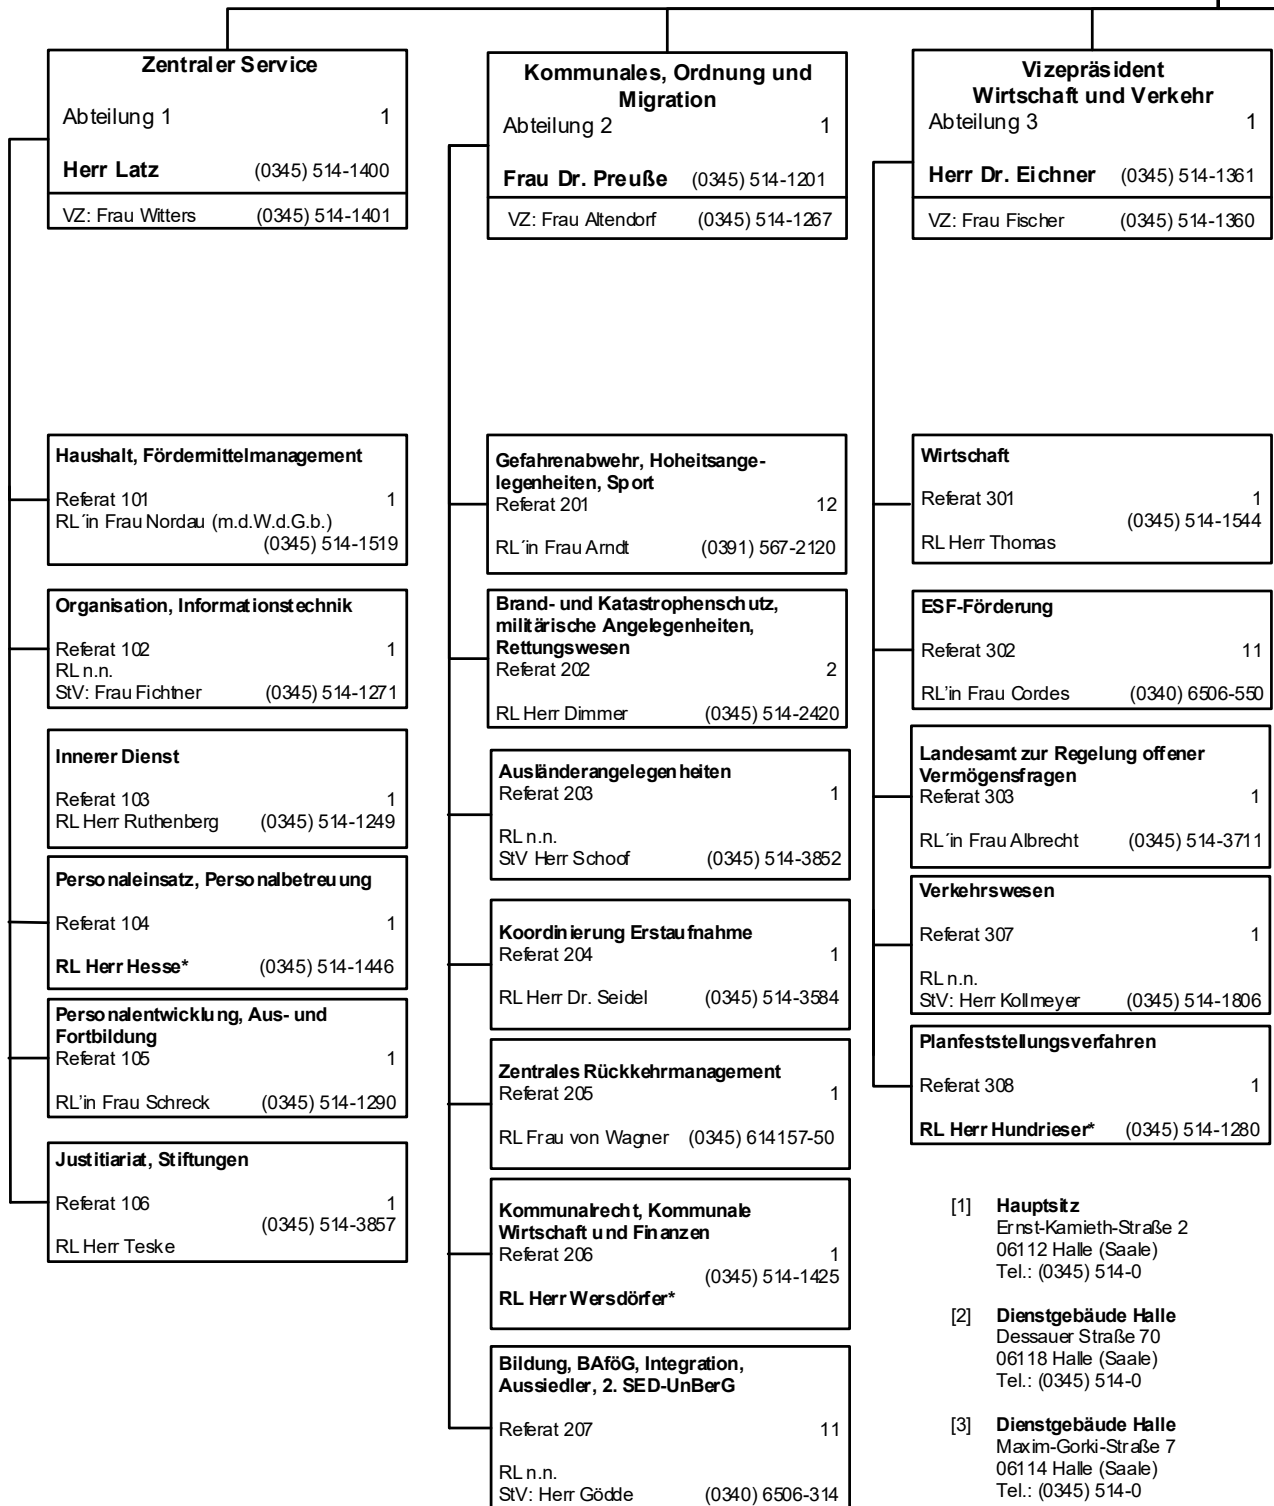 Zentraler Service
Abteilung 1 1
Herr Latz (0345) 514-1400
VZ: Frau Witters (0345) 514-1401
Haushalt, Fördermittelmanagement
Referat 101 1
RL´in Frau Nordau (m.d.W.d.G.b.)
(0345) 514-1519
Organisation, Informationstechnik
Referat 102 1
RL n.n.
StV: Frau Fichtner (0345) 514-1271
Innerer Dienst
Referat 103 1
RL Herr Ruthenberg (0345) 514-1249
Personaleinsatz, Personalbetreuung
Referat 104 1
RL Herr Hesse* (0345) 514-1446
Personalentwicklung, Aus- und
Fortbildung
Referat 105 1
RL’in Frau Schreck (0345) 514-1290
Justitiariat, Stiftungen
Referat 106 1
(0345) 514-3857
RL Herr Teske
Kommunales, Ordnung und
Migration
Abteilung 2 1
Frau Dr. Preuße (0345) 514-1201
VZ: Frau Altendorf (0345) 514-1267
Gefahrenabwehr, Hoheitsange-
legenheiten, Sport
Referat 201 12
RL´in Frau Arndt (0391) 567-2120
Brand- und Katastrophenschutz,
militärische Angelegenheiten,
Rettungswesen
Referat 202 2
RL Herr Dimmer (0345) 514-2420
Ausländerangelegenheiten
Referat 203 1
RL n.n.
StV Herr Schoof (0345) 514-3852
Koordinierung Erstaufnahme
Referat 204 1
RL Herr Dr. Seidel (0345) 514-3584
Zentrales Rückkehrmanagement
Referat 205 1
RL Frau von Wagner (0345) 614157-50
Kommunalrecht, Kommunale
Wirtschaft und Finanzen
Referat 206 1
(0345) 514-1425
RL Herr Wersdörfer*
Bildung, BAföG, Integration,
Aussiedler, 2. SED-UnBerG
Referat 207 11
RL n.n.
StV: Herr Gödde (0340) 6506-314
Vizepräsident
Wirtschaft und Verkehr
Abteilung 3 1
Herr Dr. Eichner (0345) 514-1361
VZ: Frau Fischer (0345) 514-1360
Wirtschaft
Referat 301 1
(0345) 514-1544
RL Herr Thomas
ESF-Förderung
Referat 302 11
RL’in Frau Cordes (0340) 6506-550
Landesamt zur Regelung offener
Vermögensfragen
Referat 303 1
RL´in Frau Albrecht (0345) 514-3711
Verkehrswesen
Referat 307 1
RL n.n.
StV: Herr Kollmeyer (0345) 514-1806
Planfeststellungsverfahren
Referat 308 1
RL Herr Hundrieser* (0345) 514-1280
[1] Hauptsitz
Ernst-Kamieth-Straße 2
06112 Halle (Saale)
Tel.: (0345) 514-0
[2] Dienstgebäude Halle
Dessauer Straße 70
06118 Halle (Saale)
Tel.: (0345) 514-0
[3] Dienstgebäude Halle
Maxim-Gorki-Straße 7
06114 Halle (Saale)
Tel.: (0345) 514-0